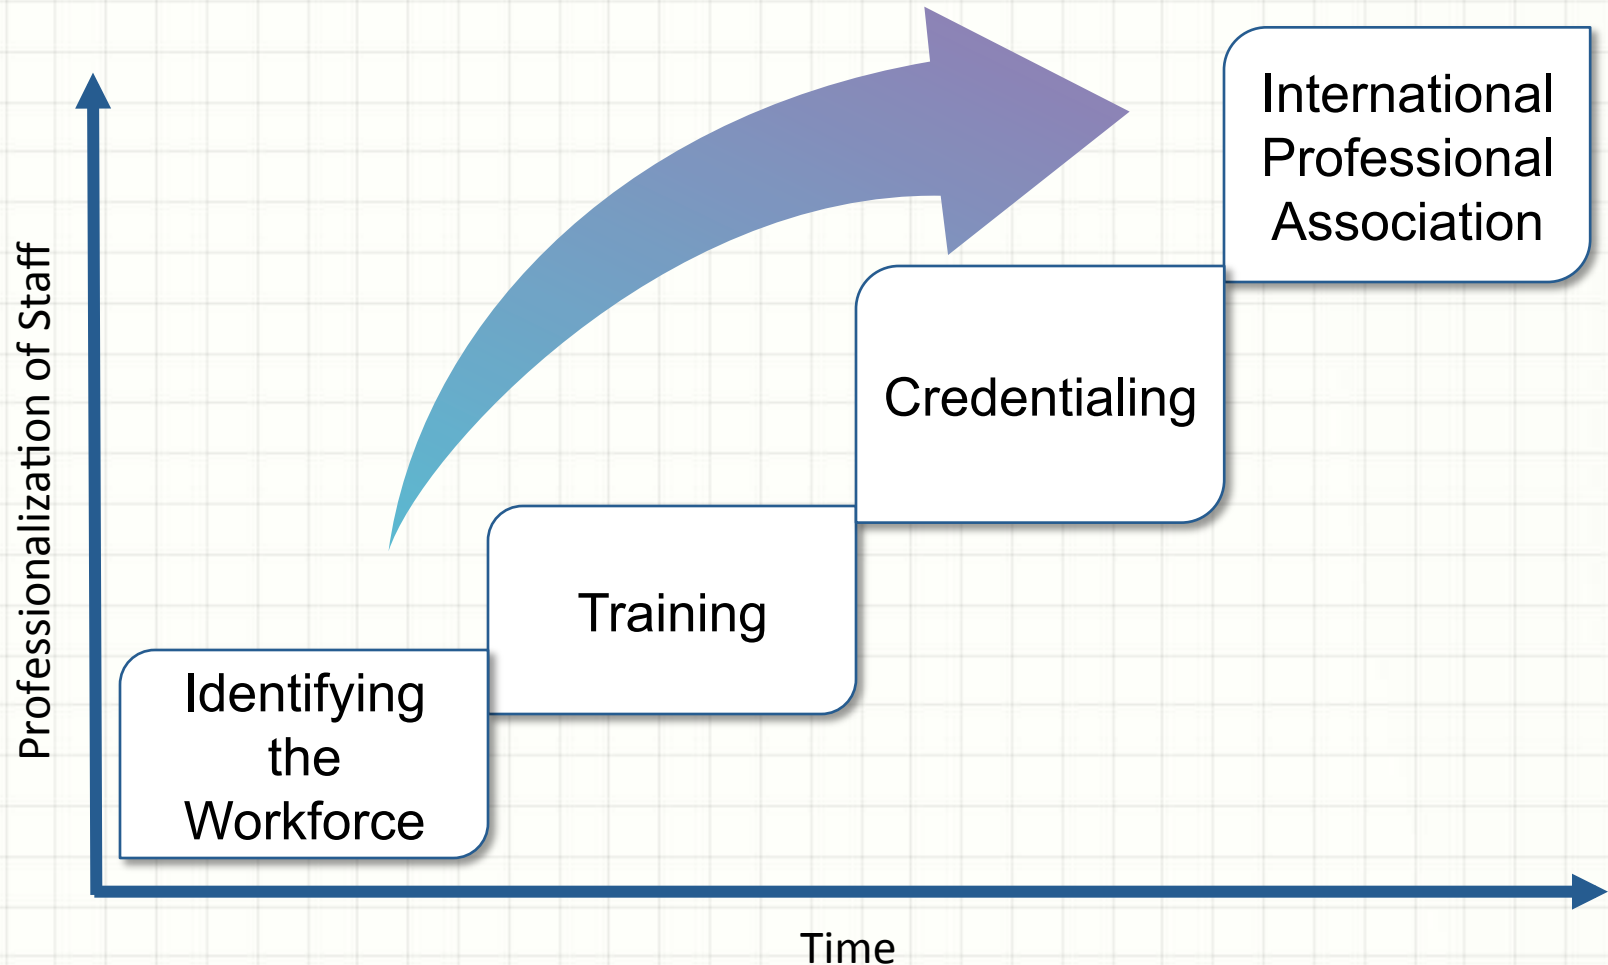 Professionalization of Staff
International
Professional
Association
Credentialing
Training
Identifying
the
Workforce
Time